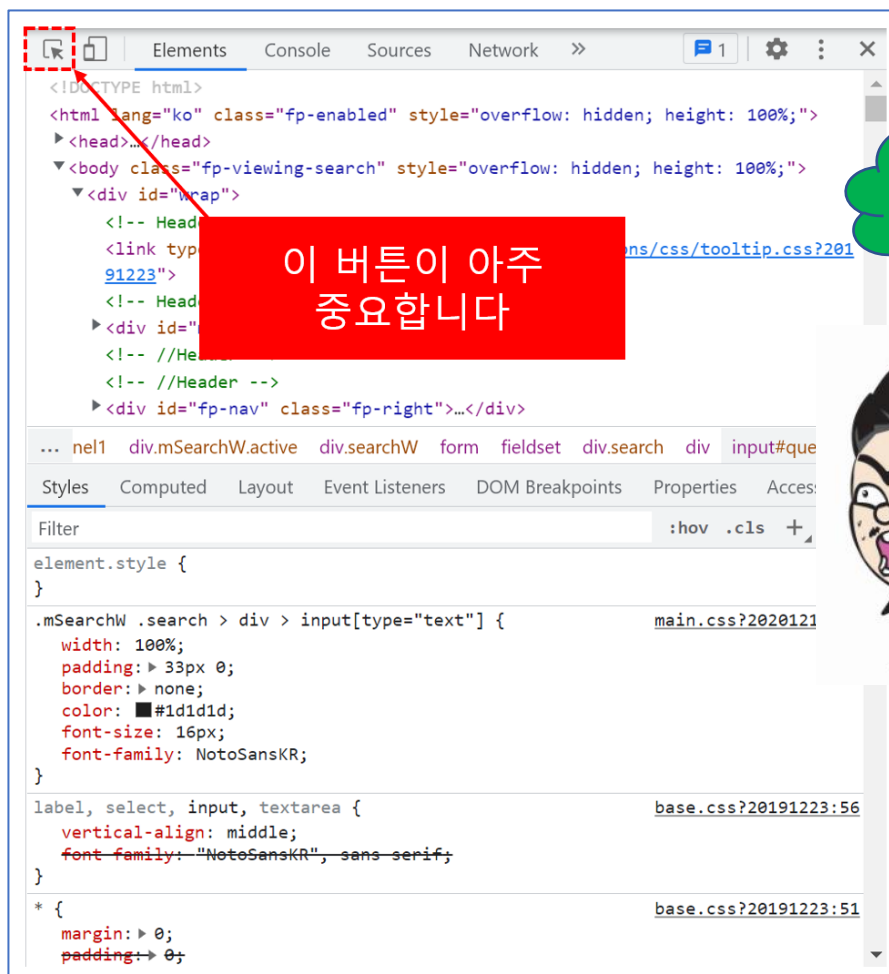 Elements Console Sources Network » 1
<!DOCTYPE html>
<html lang="ko" class="fp-enabled" style="overflow: hidden; height: 100%;">
<head>…</head>
<body class="fp-viewing-search" style="overflow: hidden; height: 100%;">
<div id="wrap">
<!-- Head
<link typ ns/css/tooltip.css?201
91223">
<!-- Head
이 버튼이 아주
중요합니다
<div id="
<!-- //He
<!-- //Header -->
<div id="fp-nav" class="fp-right">…</div>
... nel1 div.mSearchW.active div.searchW form fieldset div.search div input#que
Styles Computed Layout Event Listeners DOM Breakpoints Properties Acces
Filter :hov .cls +
element.style {
}
.mSearchW .search > div > input[type="text"] { main.css?2020121
width: 100%;
padding: 33px 0;
border: none;
color: #1d1d1d;
font-size: 16px;
font-family: NotoSansKR;
}
label, select, input, textarea { base.css?20191223:56
vertical-align: middle;
font-family: "NotoSansKR", sans-serif;
}
* { base.css?20191223:51
margin: 0;
padding: 0;